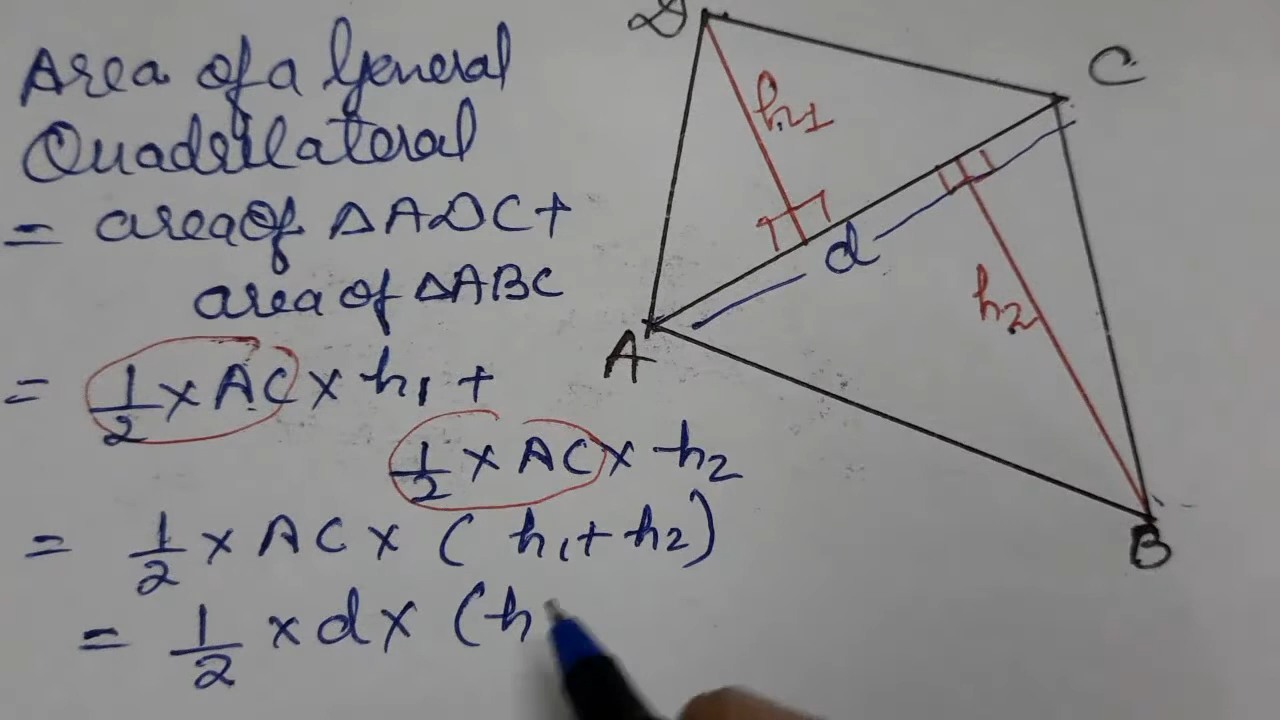 Area of a General
Quadrilateral
= area of △ADC +
area of △ABC
= 1/2 × AC × h₁ +
1/2 × AC × h₂
= 1/2 × AC × (h₁ + h₂)
= 1/2 × d × (h
D
C
h1
d
h2
A
B